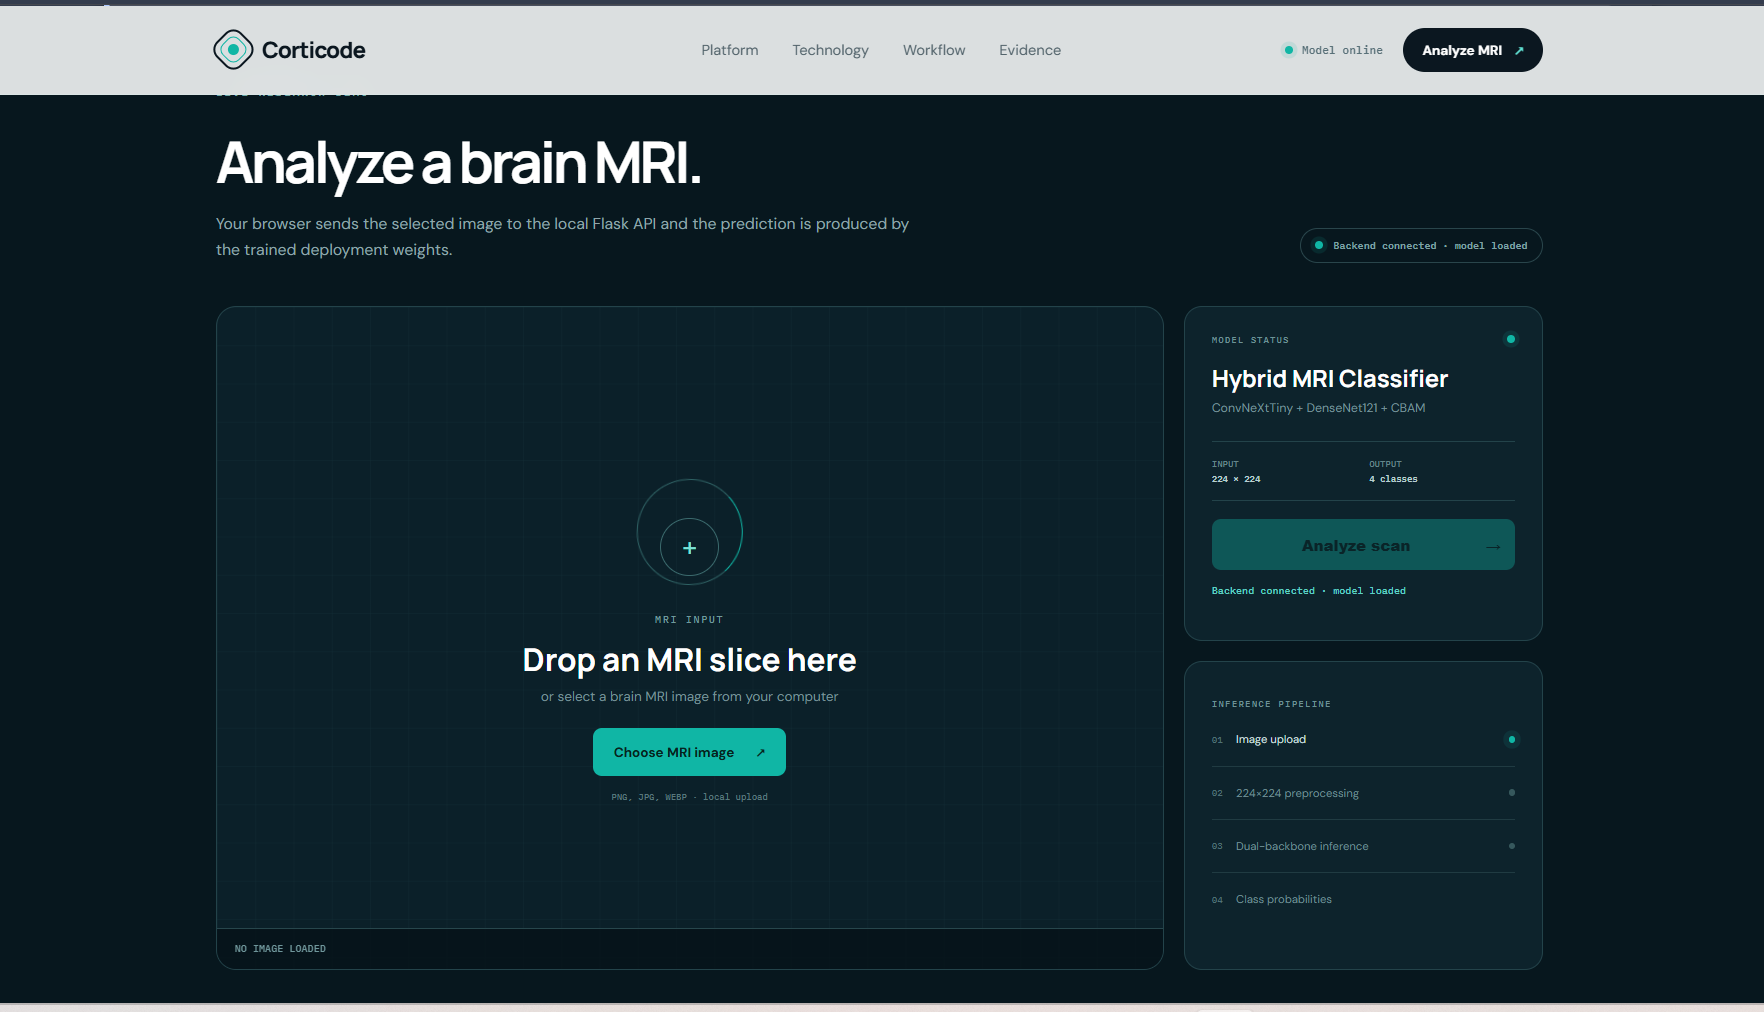 Corticode
Platform
Technology
Workflow
Evidence
Model online
Analyze MRI ↗
Analyze a brain MRI.
Your browser sends the selected image to the local Flask API and the prediction is produced by
the trained deployment weights.
Backend connected · model loaded
+
MRI INPUT
Drop an MRI slice here
or select a brain MRI image from your computer
Choose MRI image ↗
PNG, JPG, WEBP · local upload
NO IMAGE LOADED
MODEL STATUS
Hybrid MRI Classifier
ConvNeXtTiny + DenseNet121 + CBAM
INPUT
224 × 224
OUTPUT
4 classes
Analyze scan →
Backend connected · model loaded
INFERENCE PIPELINE
01 Image upload
02 224×224 preprocessing
03 Dual-backbone inference
04 Class probabilities